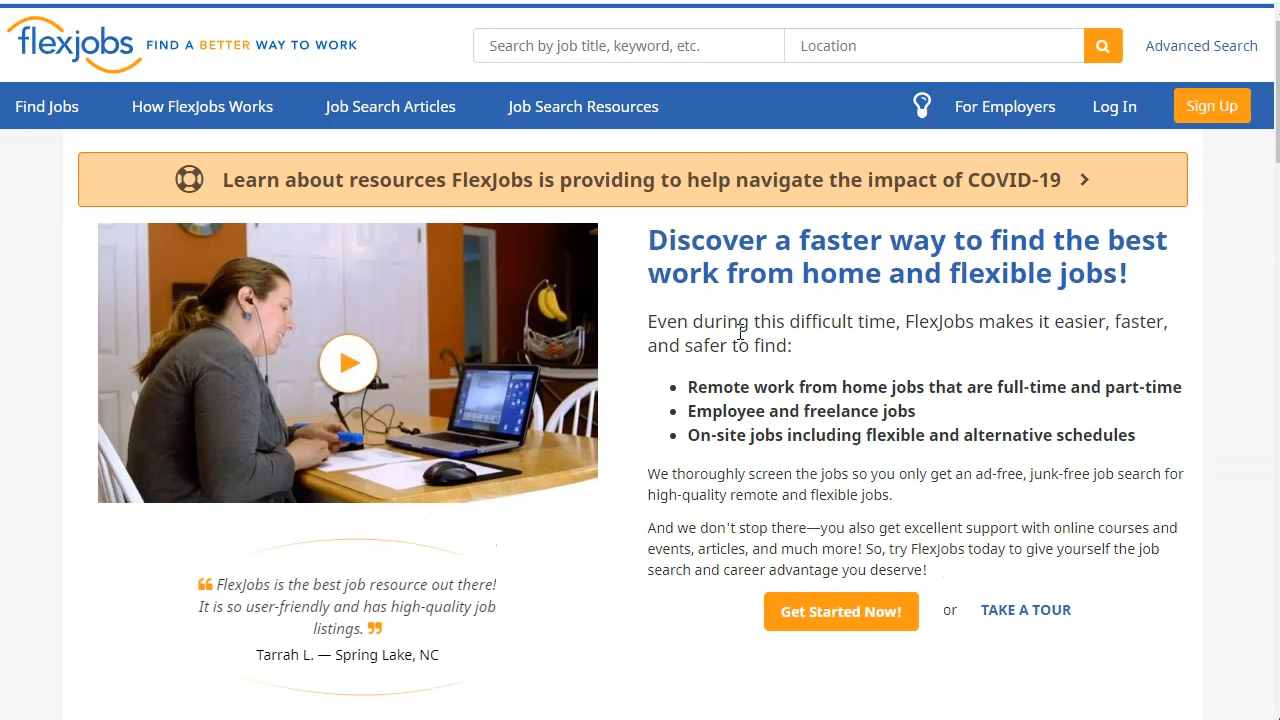 flexjobs FIND A BETTER WAY TO WORK
Search by job title, keyword, etc.
Location
Advanced Search
Find Jobs
How FlexJobs Works
Job Search Articles
Job Search Resources
For Employers
Log In
Sign Up
Learn about resources FlexJobs is providing to help navigate the impact of COVID-19
Discover a faster way to find the best
work from home and flexible jobs!
Even during this difficult time, FlexJobs makes it easier, faster,
and safer to find:
• Remote work from home jobs that are full-time and part-time
• Employee and freelance jobs
• On-site jobs including flexible and alternative schedules
We thoroughly screen the jobs so you only get an ad-free, junk-free job search for
high-quality remote and flexible jobs.
And we don't stop there—you also get excellent support with online courses and
events, articles, and much more! So, try FlexJobs today to give yourself the job
search and career advantage you deserve!
Get Started Now!
or
TAKE A TOUR
❝ FlexJobs is the best job resource out there!
It is so user-friendly and has high-quality job
listings. ❞
Tarrah L. — Spring Lake, NC